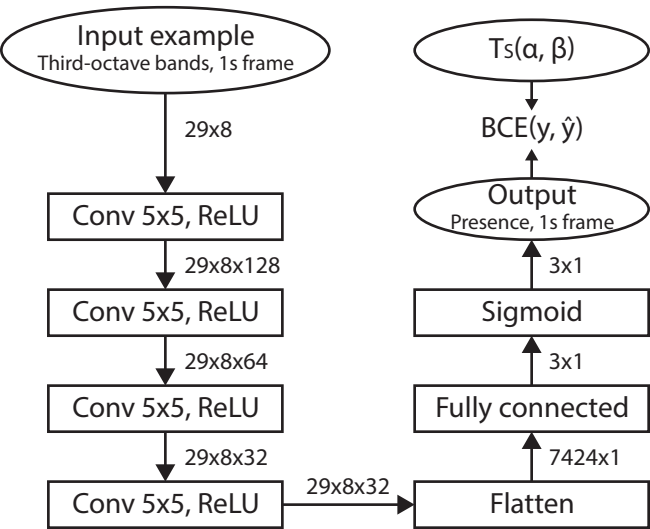 Input example
Third-octave bands, 1s frame
29x8
Conv 5x5, ReLU
29x8x128
Conv 5x5, ReLU
29x8x64
Conv 5x5, ReLU
29x8x32
Conv 5x5, ReLU
29x8x32
Flatten
7424x1
Fully connected
3x1
Sigmoid
3x1
Output
Presence, 1s frame
BCE(y, ŷ)
Ts(α, β)